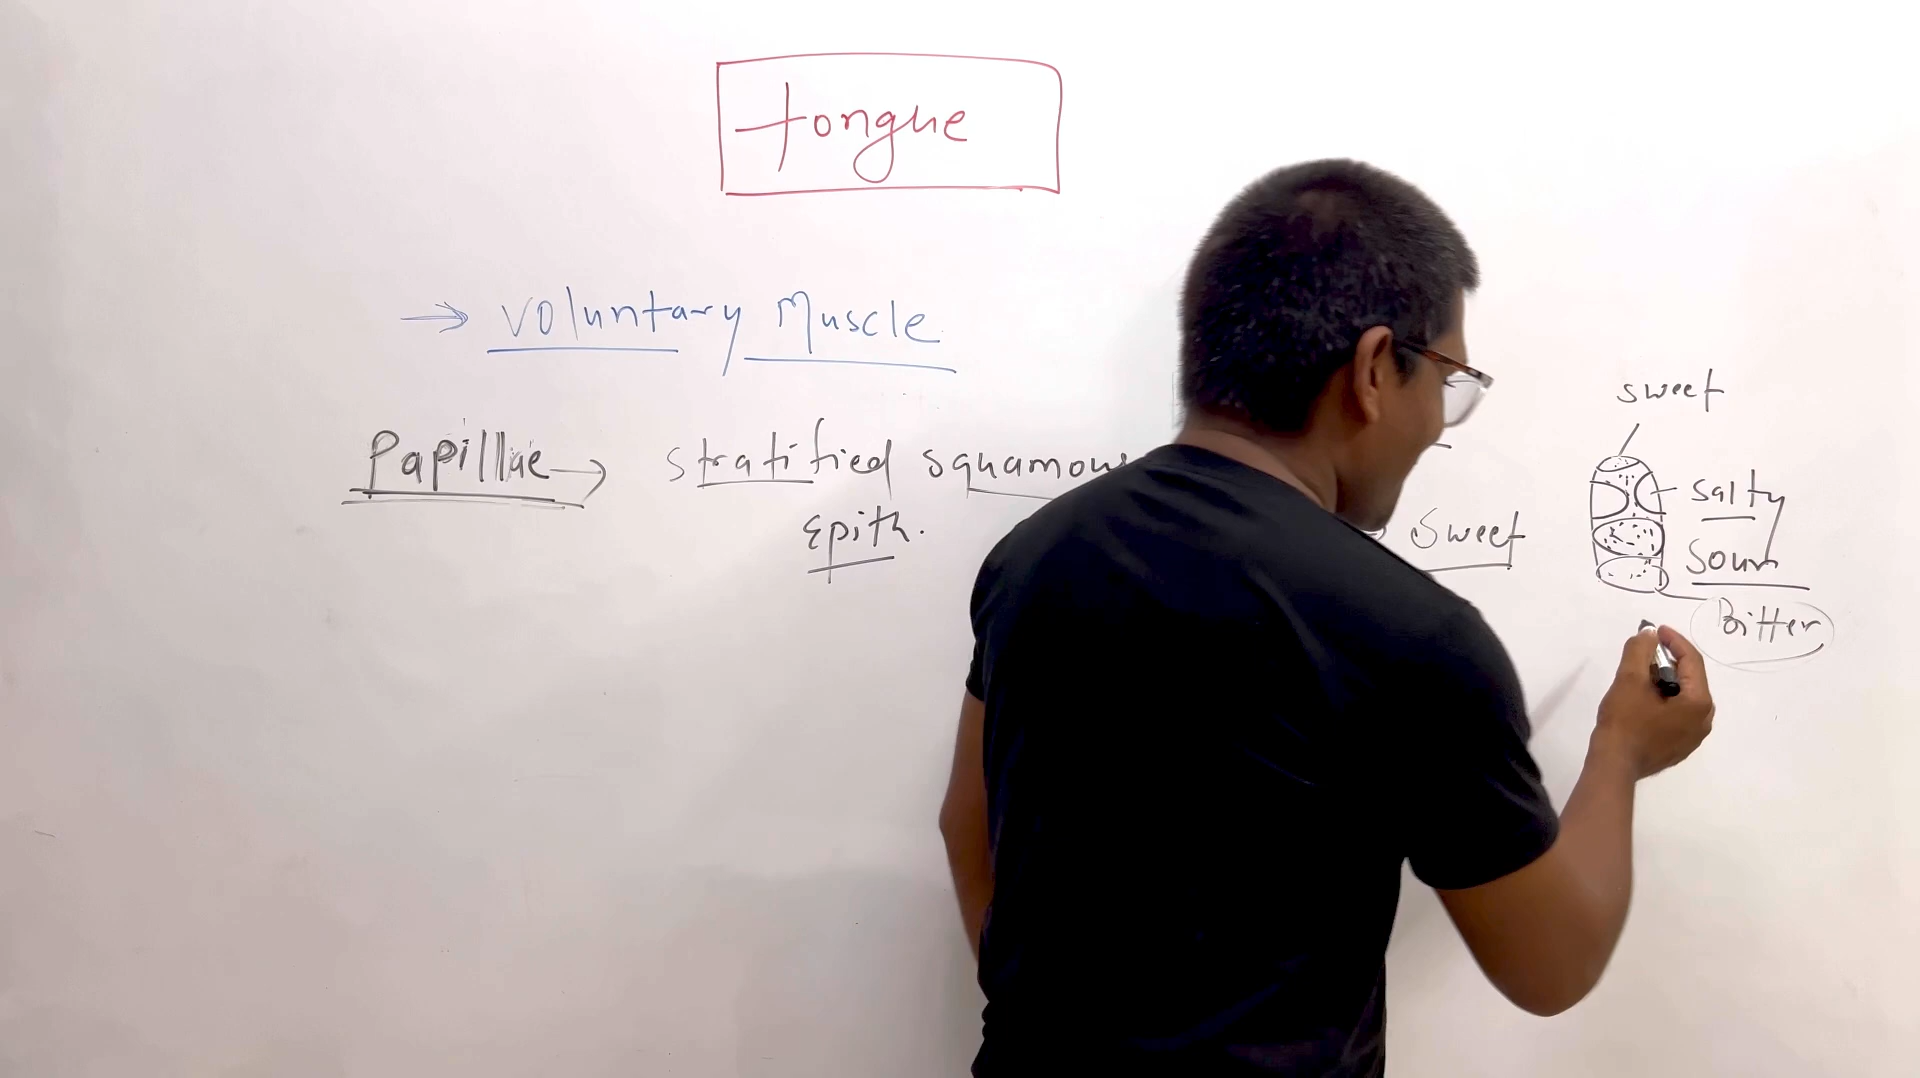 tongue
→ Voluntary Muscle
Papillae → stratified squamous
Epith.
Sweet
sweet
salty
Sour
Bitter